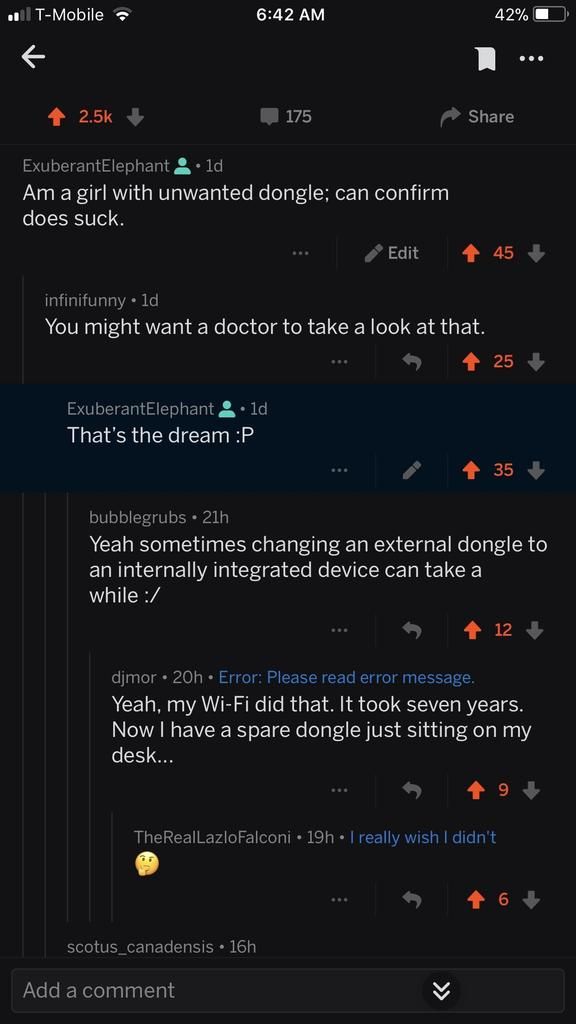 T-Mobile 6:42 AM 42%
2.5k 175 Share
ExuberantElephant • 1d
Am a girl with unwanted dongle; can confirm
does suck.
... Edit 45
infinifunny • 1d
You might want a doctor to take a look at that.
... 25
ExuberantElephant • 1d
That's the dream :P
... 35
bubblegrubs • 21h
Yeah sometimes changing an external dongle to
an internally integrated device can take a
while :/
... 12
djmor • 20h • Error: Please read error message.
Yeah, my Wi-Fi did that. It took seven years.
Now I have a spare dongle just sitting on my
desk...
... 9
TheRealLazloFalconi • 19h • I really wish I didn't
🤔
... 6
scotus_canadensis • 16h
Add a comment